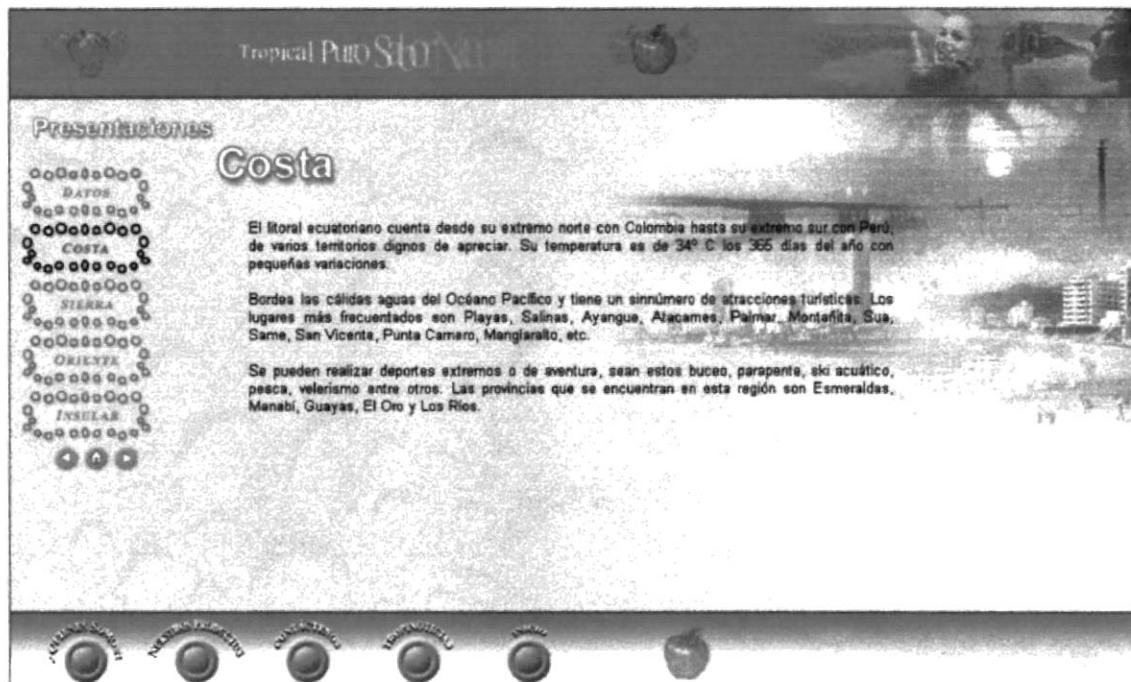 Tropical Puro Sabor
Presentaciones
Costa
DATOS
COSTA
SIERRA
ORIENTE
INSULAR
El litoral ecuatoriano cuenta desde su extremo norte con Colombia hasta su extremo sur con Perú,
de varios territorios dignos de apreciar. Su temperatura es de 34º C los 365 días del año con
pequeñas variaciones.
Bordea las cálidas aguas del Océano Pacífico y tiene un sinnúmero de atracciones turísticas. Los
lugares más frecuentados son Playas, Salinas, Ayangue, Atacames, Palmar, Montañita, Sua,
Same, San Vicente, Punta Carnero, Manglaralto, etc.
Se pueden realizar deportes extremos o de aventura, sean estos buceo, parapente, ski acuático,
pesca, velerismo entre otros. Las provincias que se encuentran en esta región son Esmeraldas,
Manabí, Guayas, El Oro y Los Ríos.
CONTÁCTENOS
INICIO